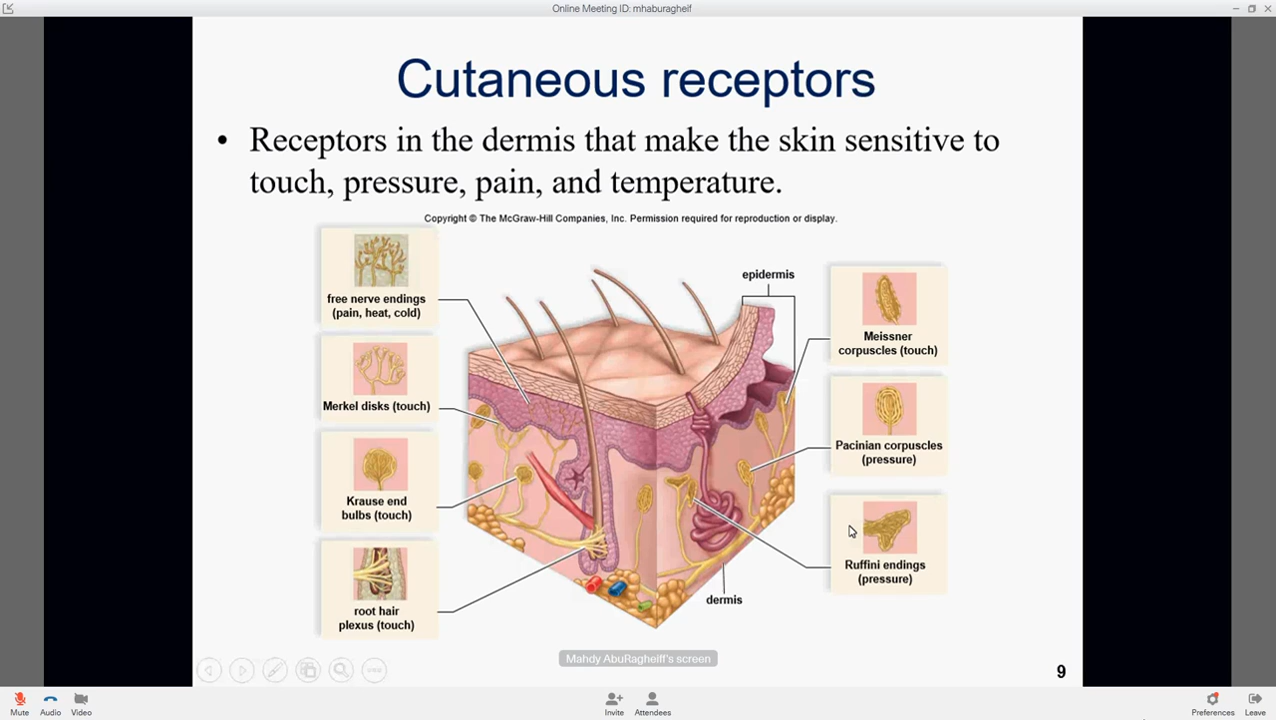 Online Meeting ID: mhaburagheif
Cutaneous receptors
• Receptors in the dermis that make the skin sensitive to
touch, pressure, pain, and temperature.
Copyright © The McGraw-Hill Companies, Inc. Permission required for reproduction or display.
free nerve endings
(pain, heat, cold)
Merkel disks (touch)
Krause end
bulbs (touch)
root hair
plexus (touch)
epidermis
dermis
Meissner
corpuscles (touch)
Pacinian corpuscles
(pressure)
Ruffini endings
(pressure)
Mahdy AbuRagheiff's screen
9
Mute
Audio
Video
Invite
Attendees
Preferences
Leave